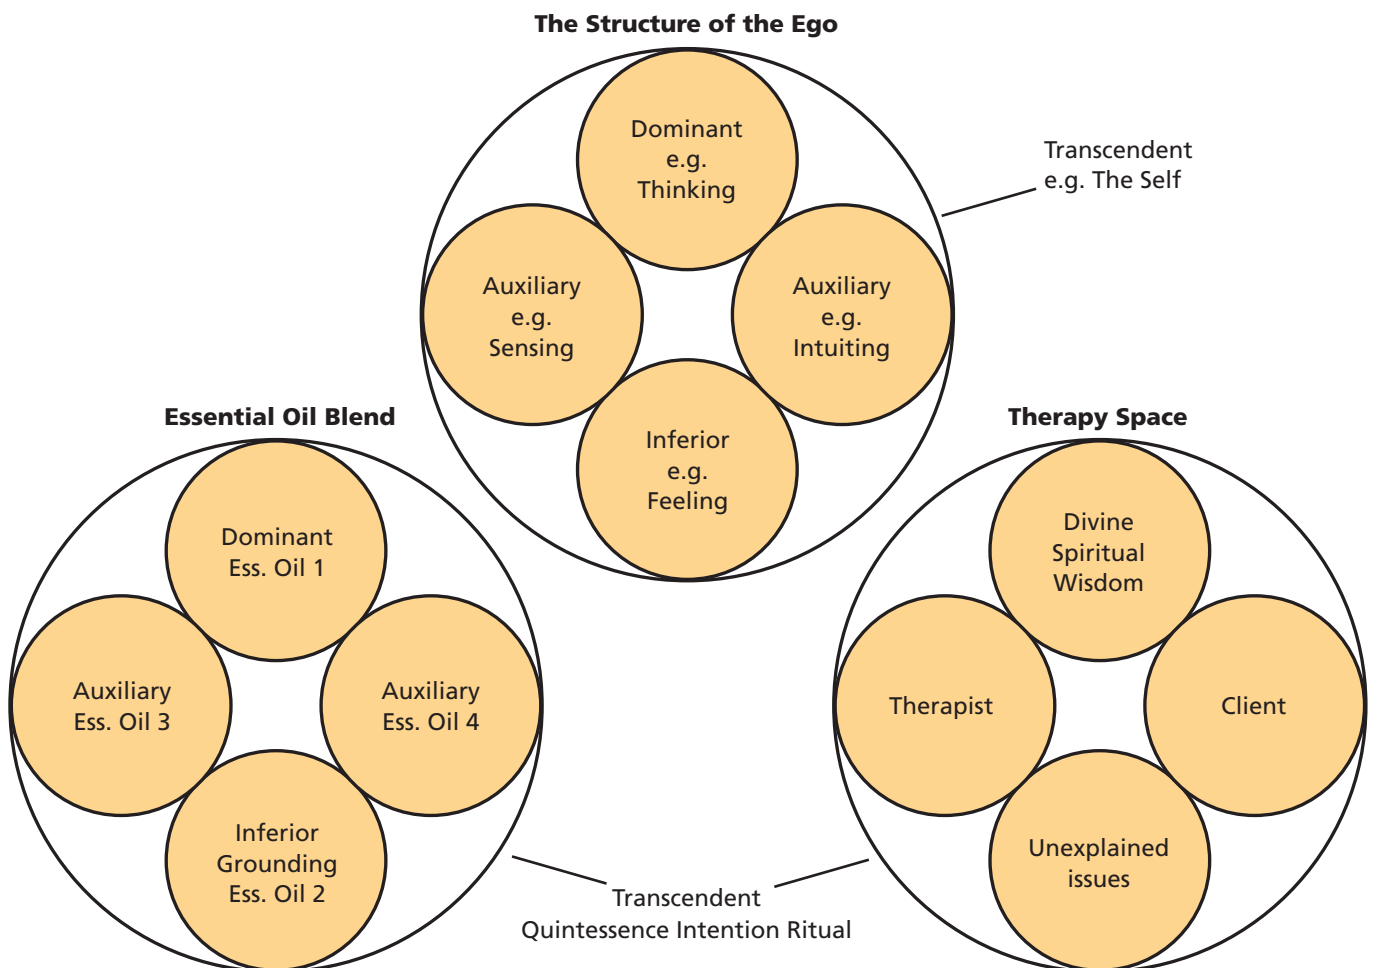 The Structure of the Ego
Dominant
e.g.
Thinking
Transcendent
e.g. The Self
Auxiliary
e.g.
Sensing
Auxiliary
e.g.
Intuiting
Inferior
e.g.
Feeling
Essential Oil Blend
Dominant
Ess. Oil 1
Auxiliary
Ess. Oil 3
Auxiliary
Ess. Oil 4
Inferior
Grounding
Ess. Oil 2
Therapy Space
Divine
Spiritual
Wisdom
Therapist
Client
Unexplained
issues
Transcendent
Quintessence Intention Ritual